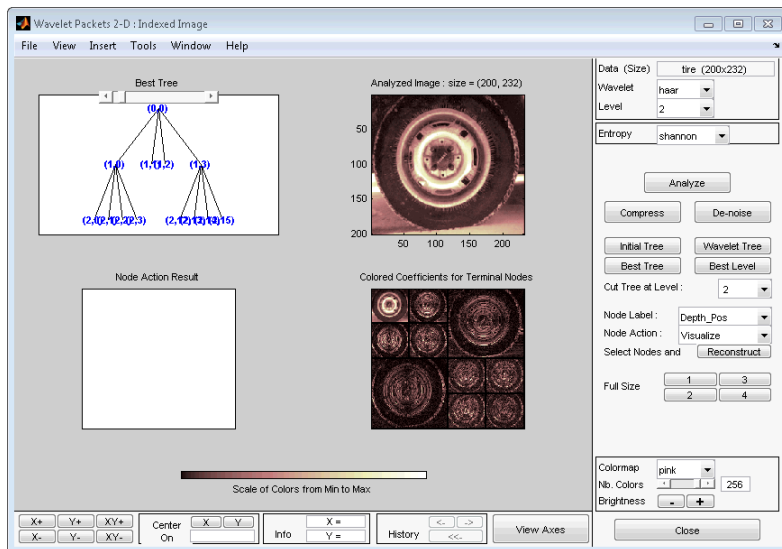 Wavelet Packets 2-D : Indexed Image
File View Insert Tools Window Help
Best Tree
(0,0)
(1,0) (1,2) (1,3)
(2,3)
Analyzed Image : size = (200, 232)
50
100
150
200
50 100 150 200
Node Action Result
Colored Coefficients for Terminal Nodes
Scale of Colors from Min to Max
Data (Size) tire (200x232)
Wavelet haar
Level 2
Entropy shannon
Analyze
Compress De-noise
Initial Tree Wavelet Tree
Best Tree Best Level
Cut Tree at Level : 2
Node Label : Depth_Pos
Node Action : Visualize
Select Nodes and Reconstruct
Full Size 1 3
2 4
Colormap pink
Nb. Colors 256
Brightness - +
X+ Y+ XY+ Center X Y X = <- -> View Axes Close
X- Y- XY- On Info Y = History <<-